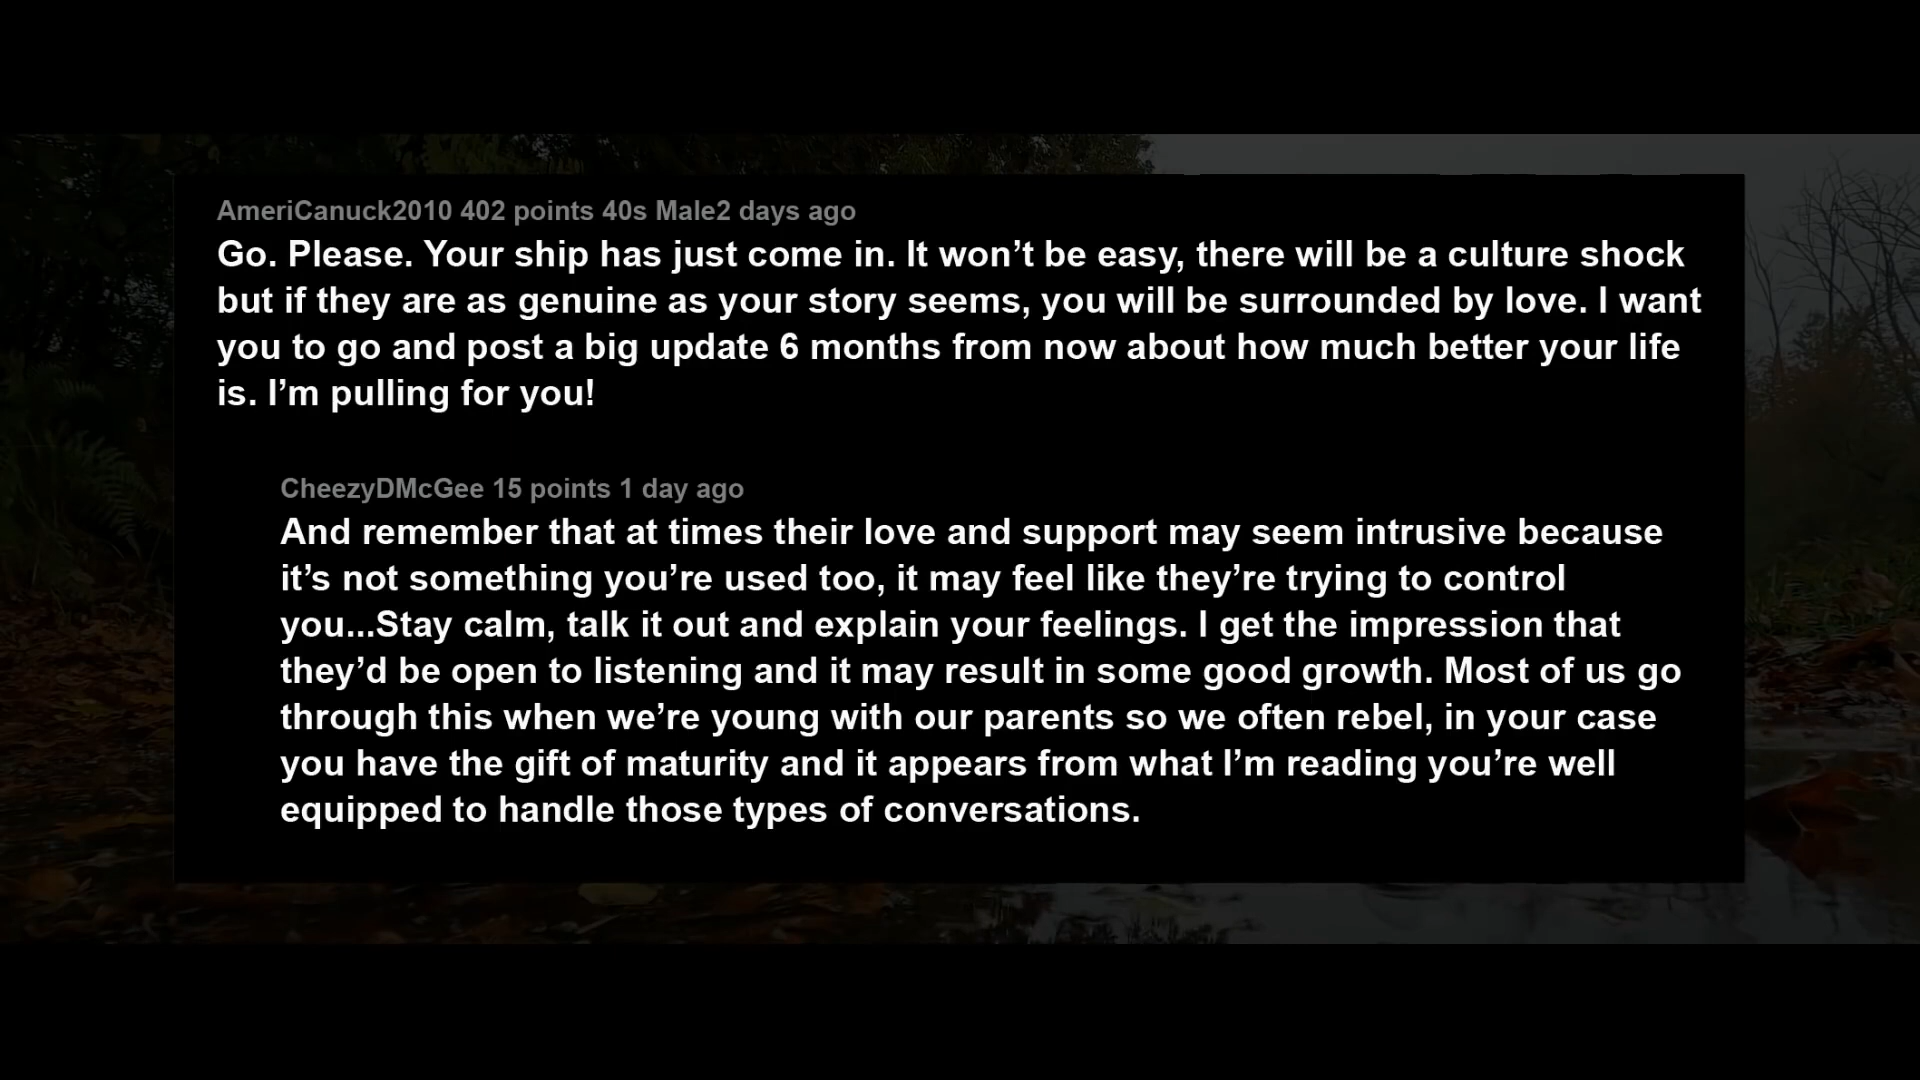 AmeriCanuck2010 402 points 40s Male2 days ago
Go. Please. Your ship has just come in. It won’t be easy, there will be a culture shock
but if they are as genuine as your story seems, you will be surrounded by love. I want
you to go and post a big update 6 months from now about how much better your life
is. I’m pulling for you!
CheezyDMcGee 15 points 1 day ago
And remember that at times their love and support may seem intrusive because
it’s not something you’re used too, it may feel like they’re trying to control
you...Stay calm, talk it out and explain your feelings. I get the impression that
they’d be open to listening and it may result in some good growth. Most of us go
through this when we’re young with our parents so we often rebel, in your case
you have the gift of maturity and it appears from what I’m reading you’re well
equipped to handle those types of conversations.